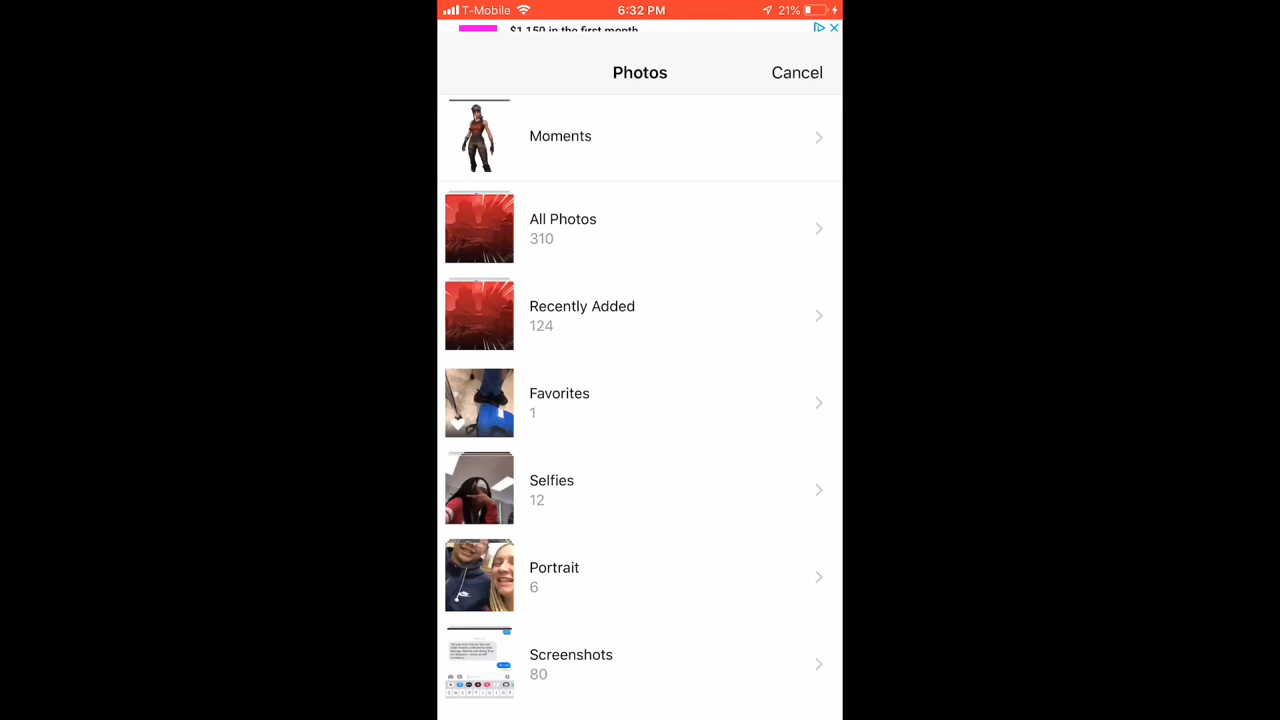 T-Mobile 6:32 PM 21%
$1,150 in the first month
Photos Cancel
Moments
All Photos
310
Recently Added
124
Favorites
1
Selfies
12
Portrait
6
Screenshots
80